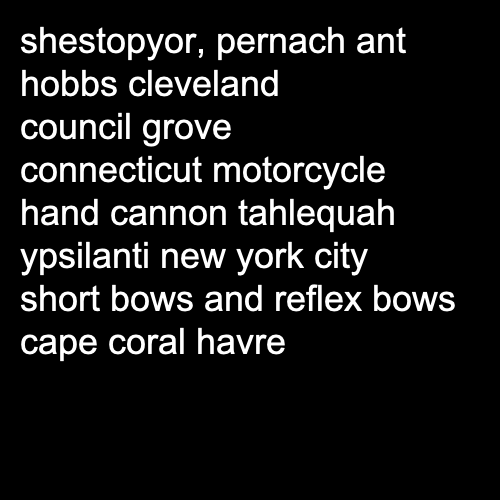 shestopyor, pernach ant
hobbs cleveland
council grove
connecticut motorcycle
hand cannon tahlequah
ypsilanti new york city
short bows and reflex bows
cape coral havre